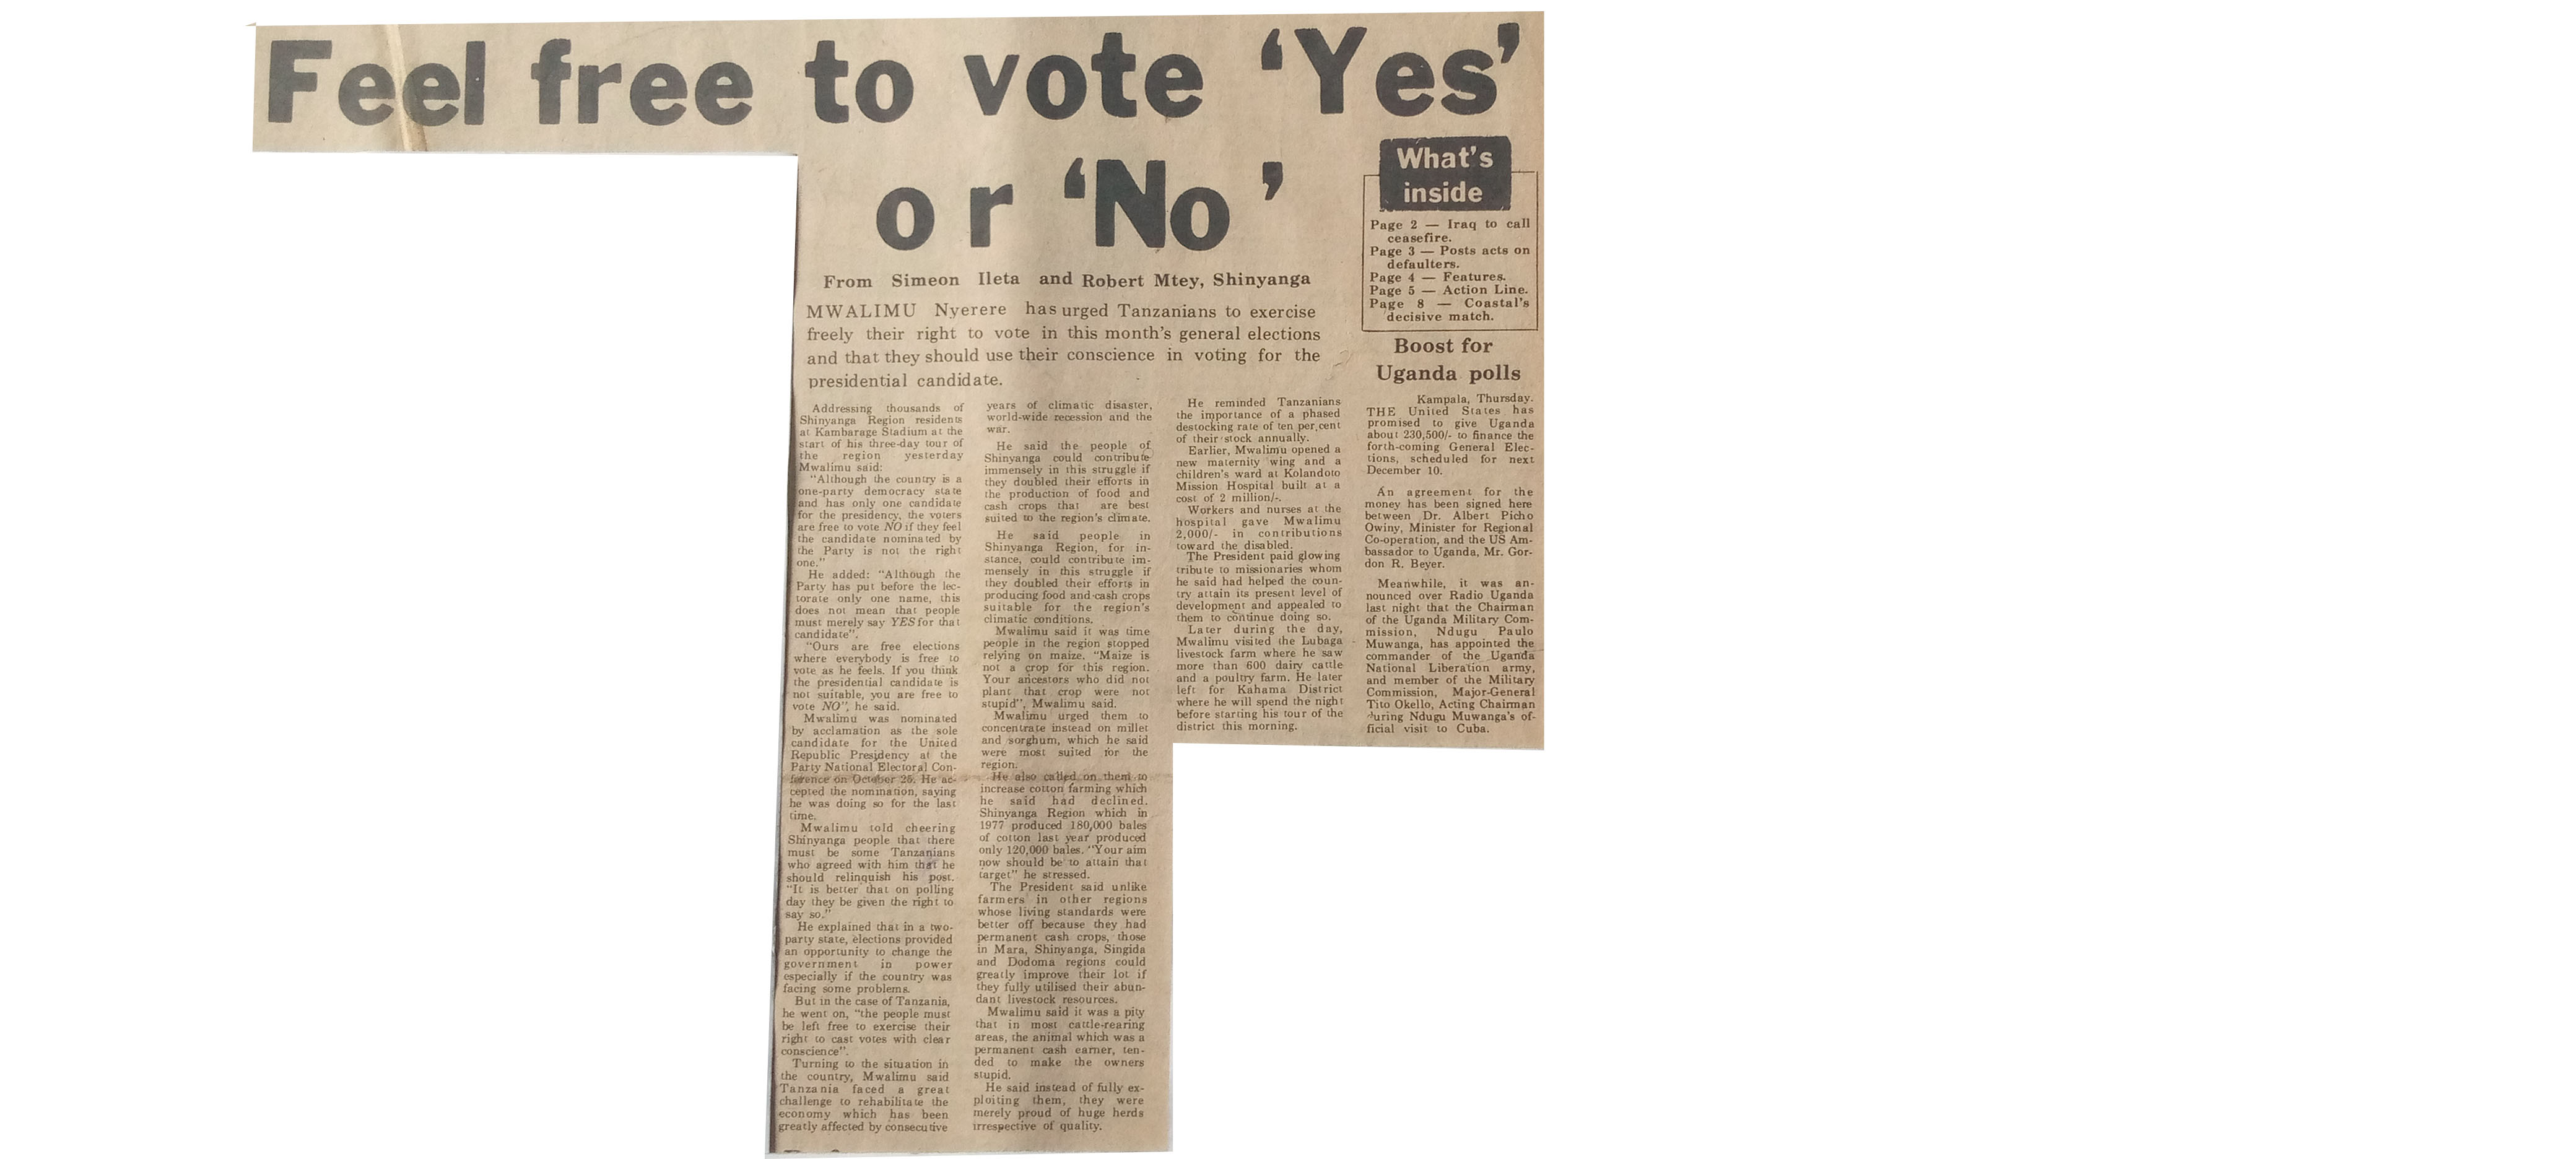 Feel free to vote ‘Yes’
or ‘No’
From Simeon Ileta and Robert Mtey, Shinyanga
MWALIMU Nyerere has urged Tanzanians to exercise
freely their right to vote in this month's general elections
and that they should use their conscience in voting for the
presidential candidate.
Addressing thousands of
Shinyanga Region residents
at Kambarage Stadium at the
start of his three-day tour of
the region yesterday
Mwalimu said:
“Although the country is a
one-party democracy state
and has only one candidate
for the presidency, the voters
are free to vote NO if they feel
the candidate nominated by
the Party is not the right
one.”
He added: “Although the
Party has put before the lec-
torate only one name, this
does not mean that people
must merely say YES for that
candidate”.
“Ours are free elections
where everybody is free to
vote as he feels. If you think
the presidential candidate is
not suitable, you are free to
vote NO”, he said.
Mwalimu was nominated
by acclamation as the sole
candidate for the United
Republic Presidency at the
Party National Electoral Con-
ference on October 25. He ac-
cepted the nomination, saying
he was doing so for the last
time.
Mwalimu told cheering
Shinyanga people that there
must be some Tanzanians
who agreed with him that he
should relinquish his post.
“It is better that on polling
day they be given the right to
say so.”
He explained that in a two-
party state, elections provided
an opportunity to change the
government in power
especially if the country was
facing some problems.
But in the case of Tanzania,
he went on, “the people must
be left free to exercise their
right to cast votes with clear
conscience”.
Turning to the situation in
the country, Mwalimu said
Tanzania faced a great
challenge to rehabilitate the
economy which has been
greatly affected by consecutive
years of climatic disaster,
world-wide recession and the
war.
He said the people of
Shinyanga could contribute
immensely in this struggle if
they doubled their efforts in
the production of food and
cash crops that are best
suited to the region's climate.
He said people in
Shinyanga Region, for in-
stance, could contribute im-
mensely in this struggle if
they doubled their efforts in
producing food and cash crops
suitable for the region's
climatic conditions.
Mwalimu said it was time
people in the region stopped
relying on maize. “Maize is
not a crop for this region.
Your ancestors who did not
plant that crop were not
stupid”, Mwalimu said.
Mwalimu urged them to
concentrate instead on millet
and sorghum, which he said
were most suited for the
region.
He also called on them to
increase cotton farming which
he said had declined.
Shinyanga Region which in
1977 produced 180,000 bales
of cotton last year produced
only 120,000 bales. “Your aim
now should be to attain that
target” he stressed.
The President said unlike
farmers in other regions
whose living standards were
better off because they had
permanent cash crops, those
in Mara, Shinyanga, Singida
and Dodoma regions could
greatly improve their lot if
they fully utilised their abun-
dant livestock resources.
Mwalimu said it was a pity
that in most cattle-rearing
areas, the animal which was a
permanent cash earner, ten-
ded to make the owners
stupid.
He said instead of fully ex-
ploiting them, they were
merely proud of huge herds
irrespective of quality.
He reminded Tanzanians
the importance of a phased
destocking rate of ten per cent
of their stock annually.
Earlier, Mwalimu opened a
new maternity wing and a
children's ward at Kolandoto
Mission Hospital built at a
cost of 2 million/-.
Workers and nurses at the
hospital gave Mwalimu
2,000/- in contributions
toward the disabled.
The President paid glowing
tribute to missionaries whom
he said had helped the coun-
try attain its present level of
development and appealed to
them to continue doing so.
Later during the day,
Mwalimu visited the Lubaga
livestock farm where he saw
more than 600 dairy cattle
and a poultry farm. He later
left for Kahama District
where he will spend the night
before starting his tour of the
district this morning.
What's
inside
Page 2 — Iraq to call
ceasefire.
Page 3 — Posts acts on
defaulters.
Page 4 — Features.
Page 5 — Action Line.
Page 8 — Coastal's
decisive match.
Boost for
Uganda polls
Kampala, Thursday.
THE United States has
promised to give Uganda
about 230,500/- to finance the
forth-coming General Elec-
tions, scheduled for next
December 10.
An agreement for the
money has been signed here
between Dr. Albert Picho
Owiny, Minister for Regional
Co-operation, and the US Am-
bassador to Uganda, Mr. Gor-
don R. Beyer.
Meanwhile, it was an-
nounced over Radio Uganda
last night that the Chairman
of the Uganda Military Com-
mission, Ndugu Paulo
Muwanga, has appointed the
commander of the Uganda
National Liberation army,
and member of the Military
Commission, Major-General
Tito Okello, Acting Chairman
during Ndugu Muwanga's of-
ficial visit to Cuba.